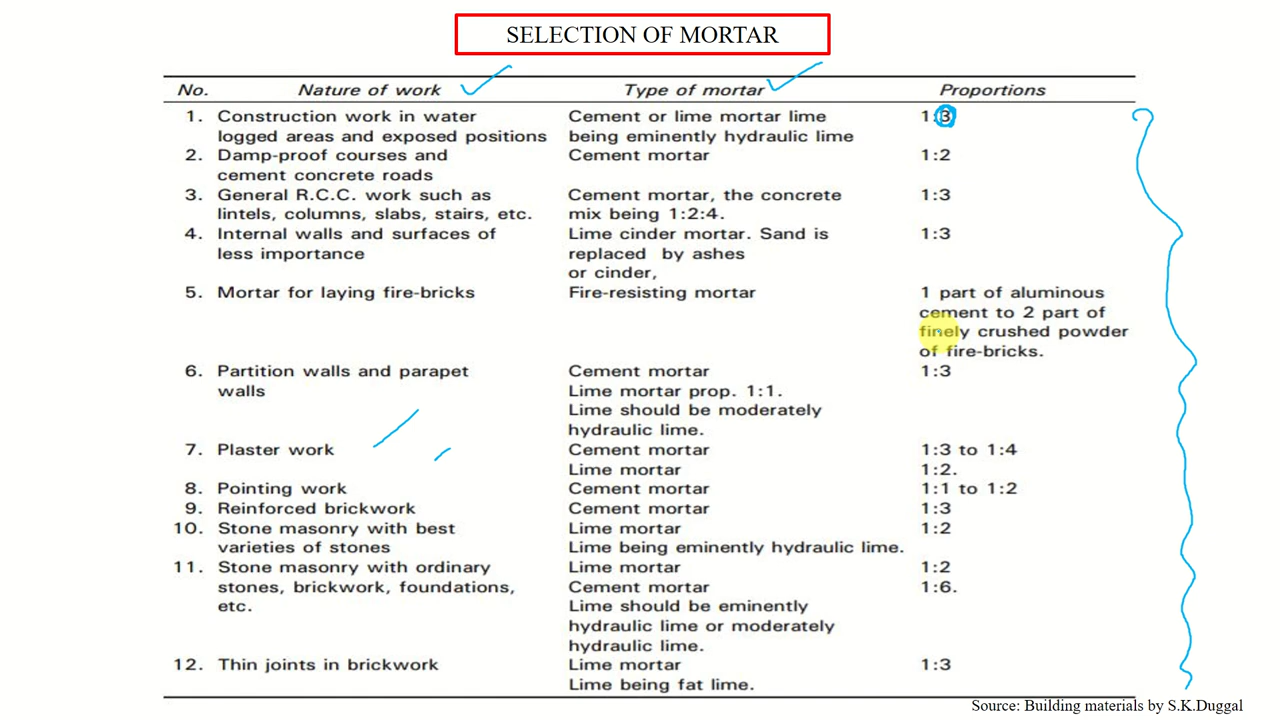 SELECTION OF MORTAR
No. Nature of work Type of mortar Proportions
1. Construction work in water Cement or lime mortar lime 1:3
logged areas and exposed positions being eminently hydraulic lime
2. Damp-proof courses and Cement mortar 1:2
cement concrete roads
3. General R.C.C. work such as Cement mortar, the concrete 1:3
lintels, columns, slabs, stairs, etc. mix being 1:2:4.
4. Internal walls and surfaces of Lime cinder mortar. Sand is 1:3
less importance replaced by ashes
or cinder,
5. Mortar for laying fire-bricks Fire-resisting mortar 1 part of aluminous
cement to 2 part of
finely crushed powder
of fire-bricks.
6. Partition walls and parapet Cement mortar 1:3
walls Lime mortar prop. 1:1.
Lime should be moderately
hydraulic lime.
7. Plaster work Cement mortar 1:3 to 1:4
Lime mortar 1:2.
8. Pointing work Cement mortar 1:1 to 1:2
9. Reinforced brickwork Cement mortar 1:3
10. Stone masonry with best Lime mortar 1:2
varieties of stones Lime being eminently hydraulic lime.
11. Stone masonry with ordinary Lime mortar 1:2
stones, brickwork, foundations, Cement mortar 1:6.
etc. Lime should be eminently
hydraulic lime or moderately
hydraulic lime.
12. Thin joints in brickwork Lime mortar 1:3
Lime being fat lime.
Source: Building materials by S.K.Duggal